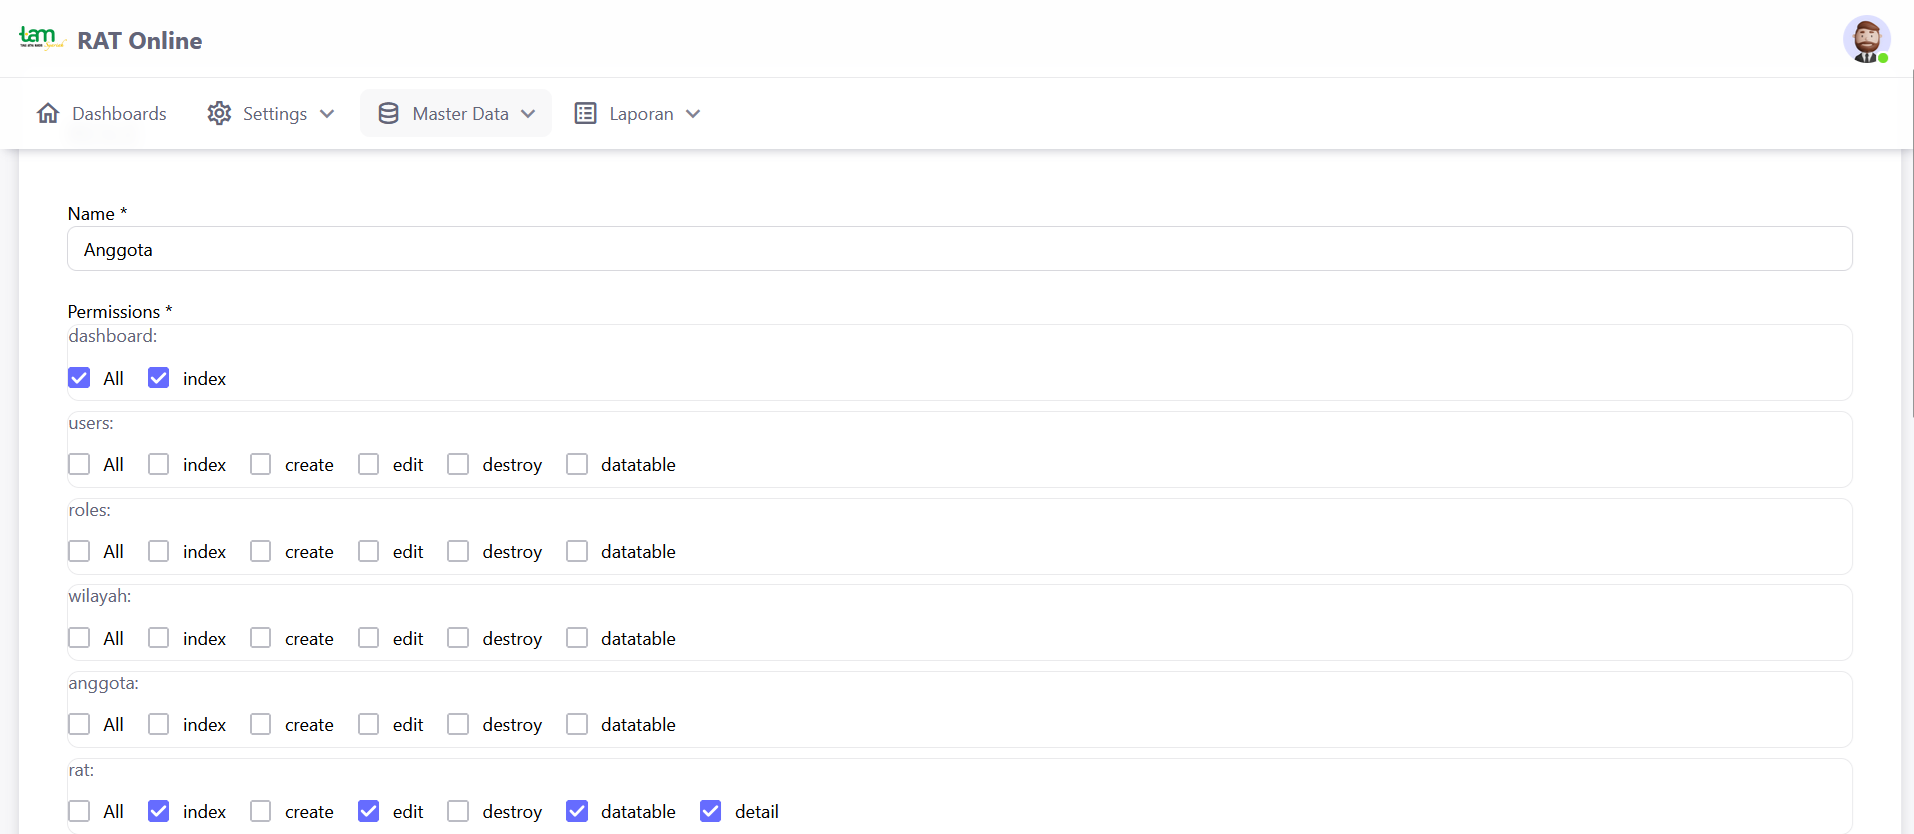 tam
RAT Online
Dashboards
Settings
Master Data
Laporan
Name *
Anggota
Permissions *
dashboard:
All index
users:
All index create edit destroy datatable
roles:
All index create edit destroy datatable
wilayah:
All index create edit destroy datatable
anggota:
All index create edit destroy datatable
rat:
All index create edit destroy datatable detail